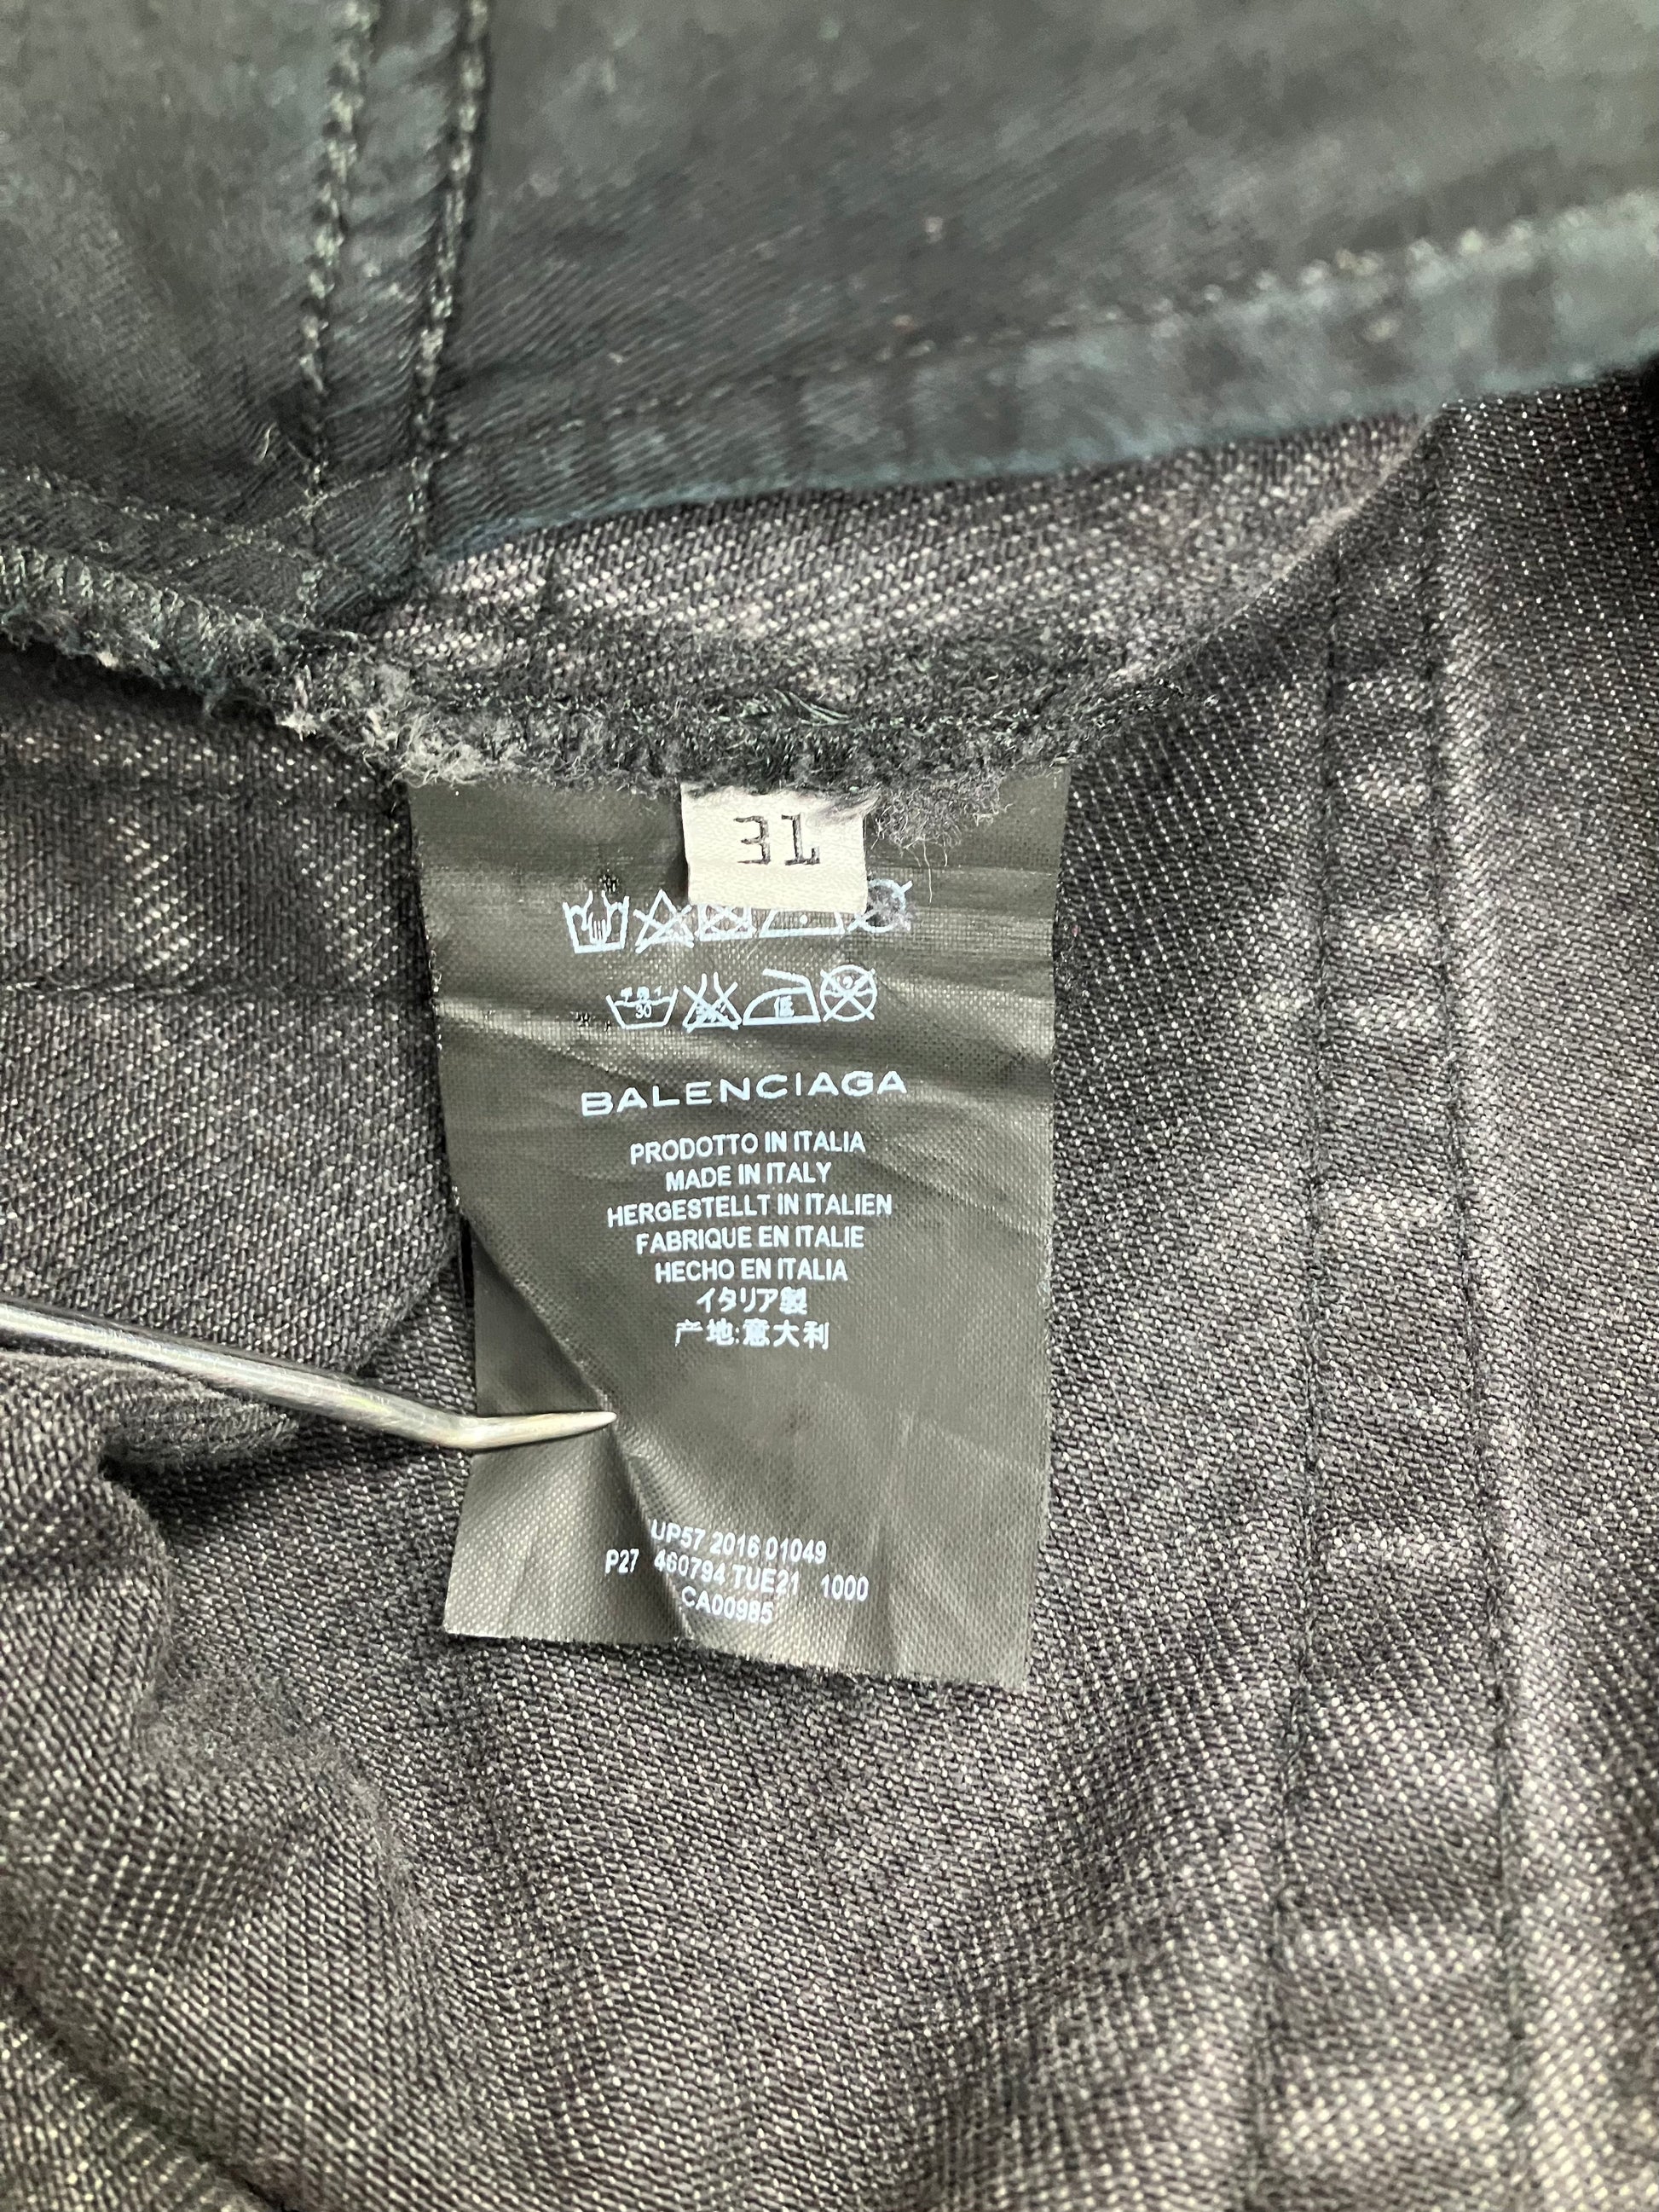 31
30
BALENCIAGA
PRODOTTO IN ITALIA
MADE IN ITALY
HERGESTELLT IN ITALIEN
FABRIQUE EN ITALIE
HECHO EN ITALIA
イタリア製
产地:意大利
UP57 2016 01049
P27 460794 TUE21 1000
CA00985